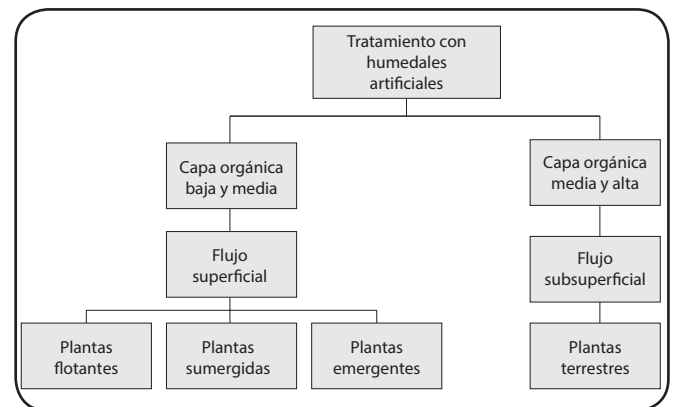 Tratamiento con
humedales
artificiales
Capa orgánica
baja y media
Capa orgánica
media y alta
Flujo
superficial
Flujo
subsuperficial
Plantas
flotantes
Plantas
sumergidas
Plantas
emergentes
Plantas
terrestres